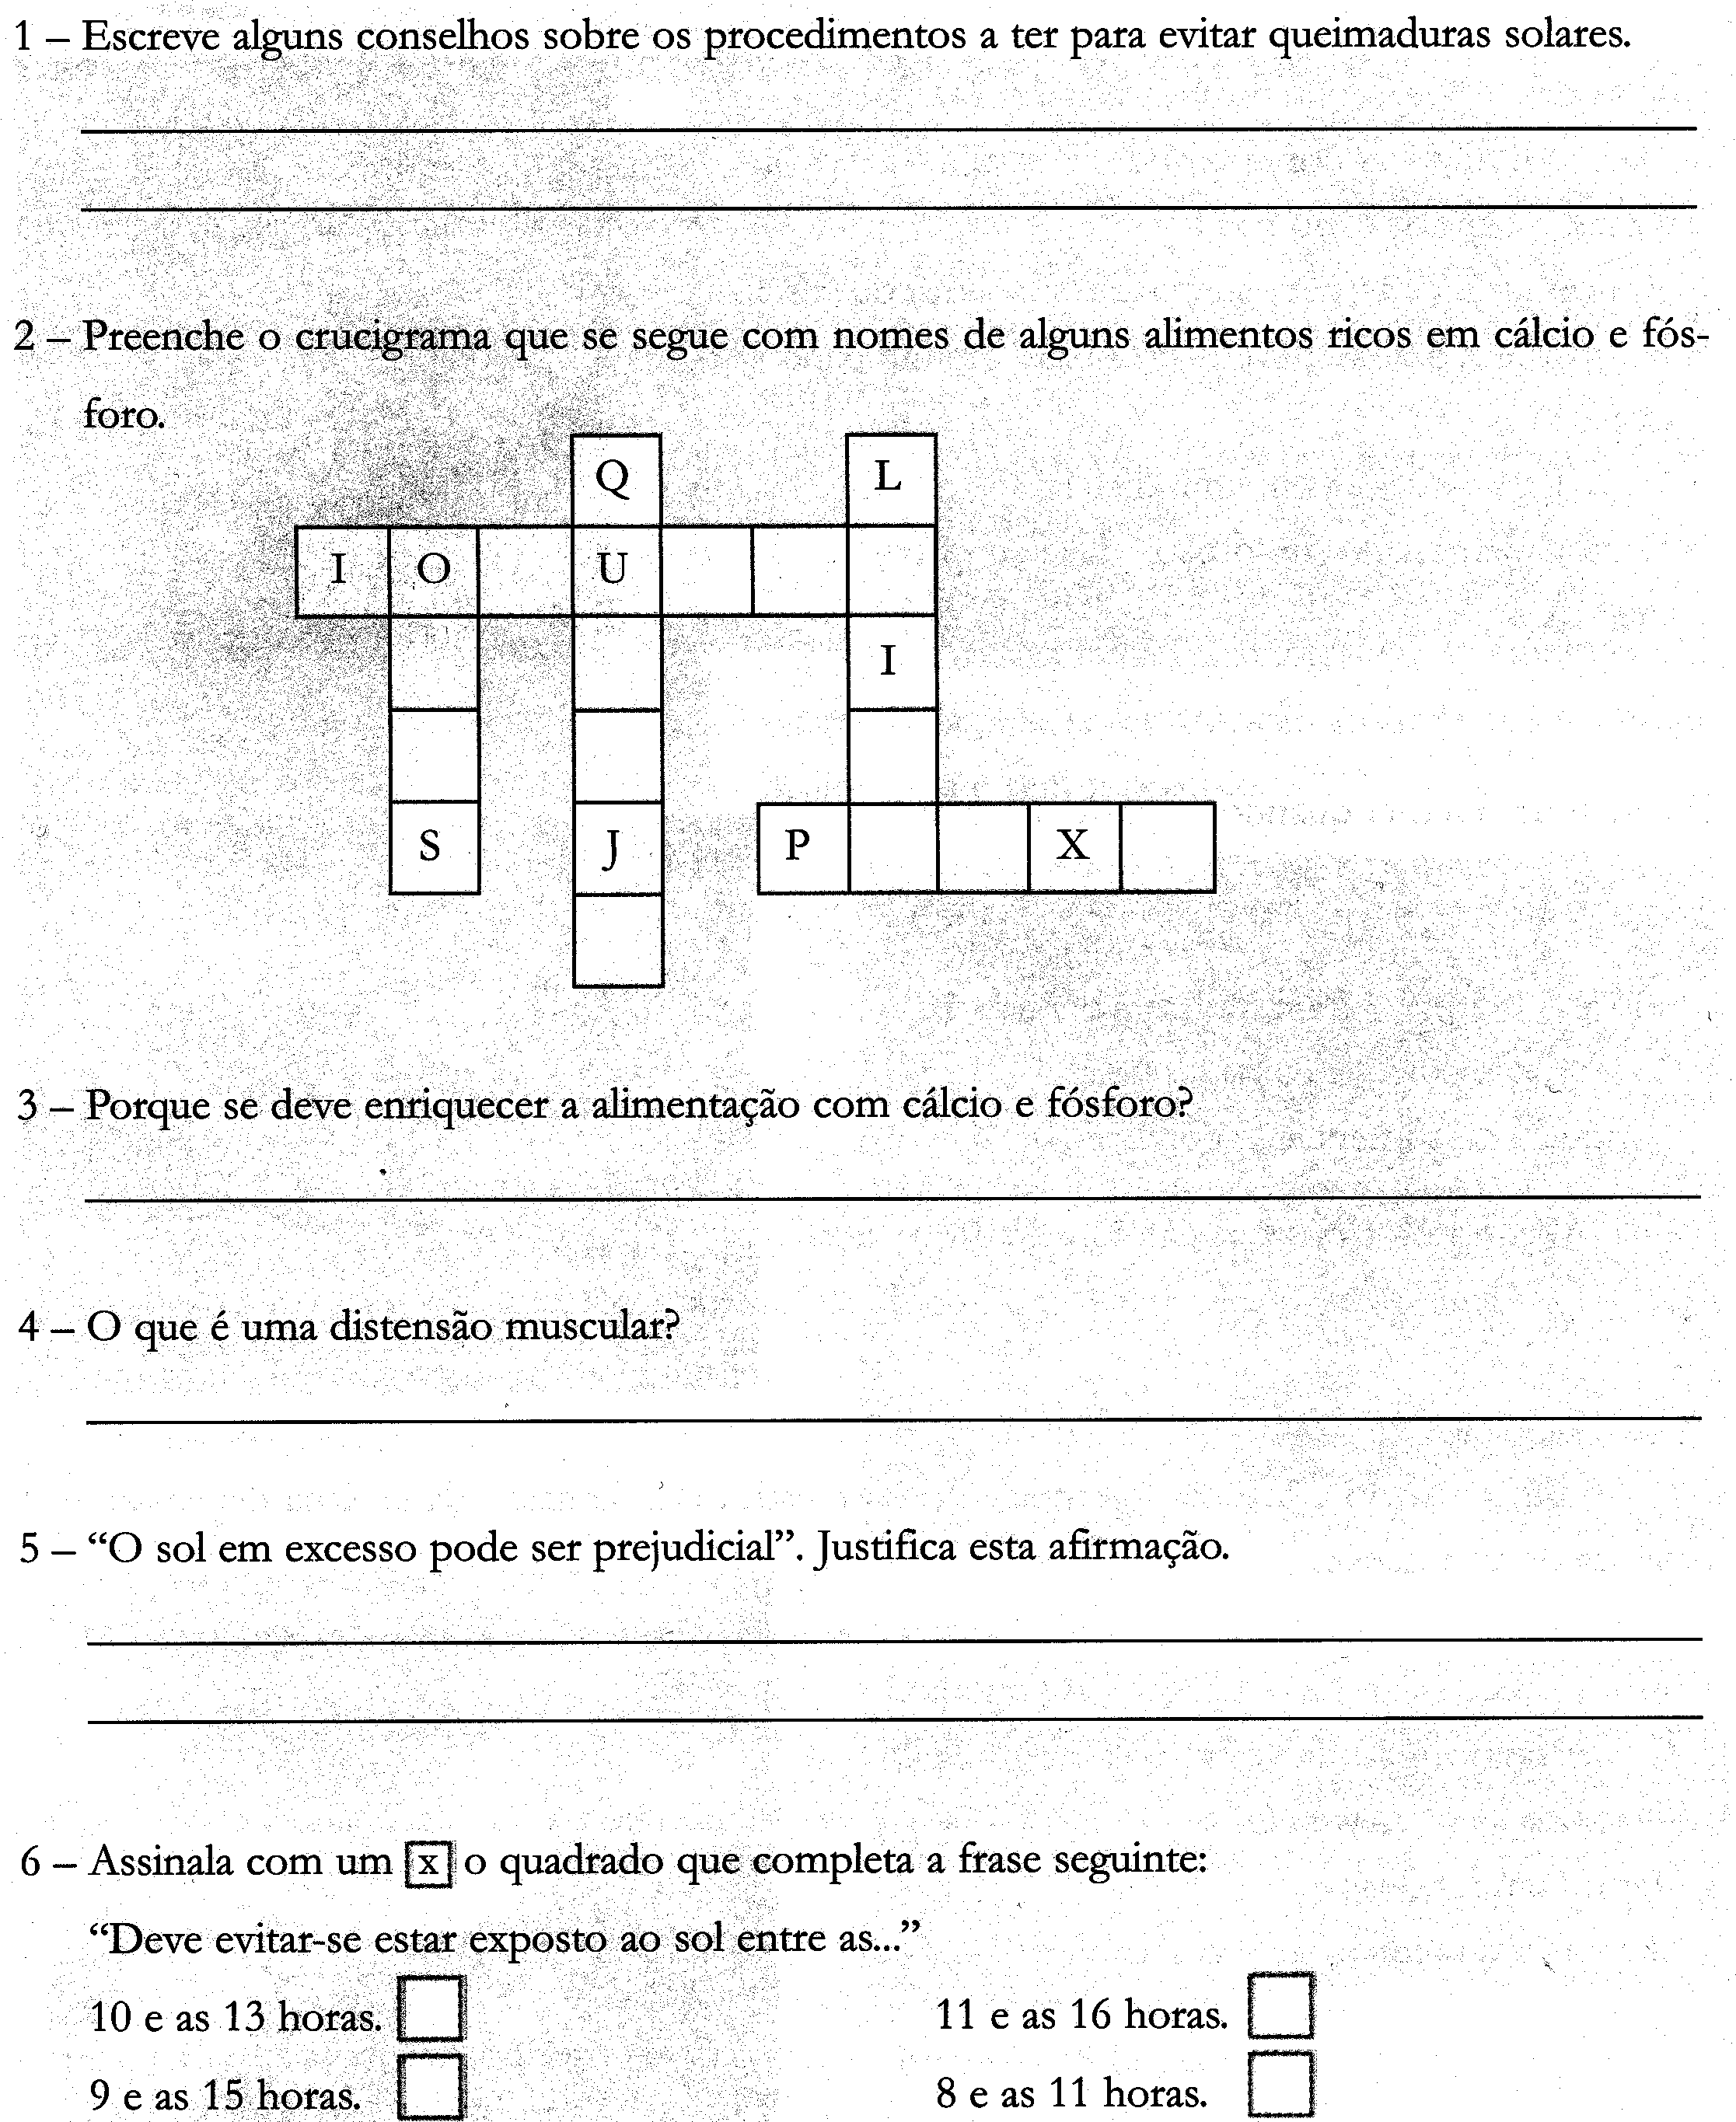 1 – Escreve alguns conselhos sobre os procedimentos a ter para evitar queimaduras solares.
2 – Preenche o crucigrama que se segue com nomes de alguns alimentos ricos em cálcio e fós-
foro.
Q L
I O U
I
S J P X
3 – Porque se deve enriquecer a alimentação com cálcio e fósforo?
4 – O que é uma distensão muscular?
5 – “O sol em excesso pode ser prejudicial”. Justifica esta afirmação.
6 – Assinala com um x o quadrado que completa a frase seguinte:
“Deve evitar-se estar exposto ao sol entre as...”
10 e as 13 horas. 11 e as 16 horas.
9 e as 15 horas. 8 e as 11 horas.